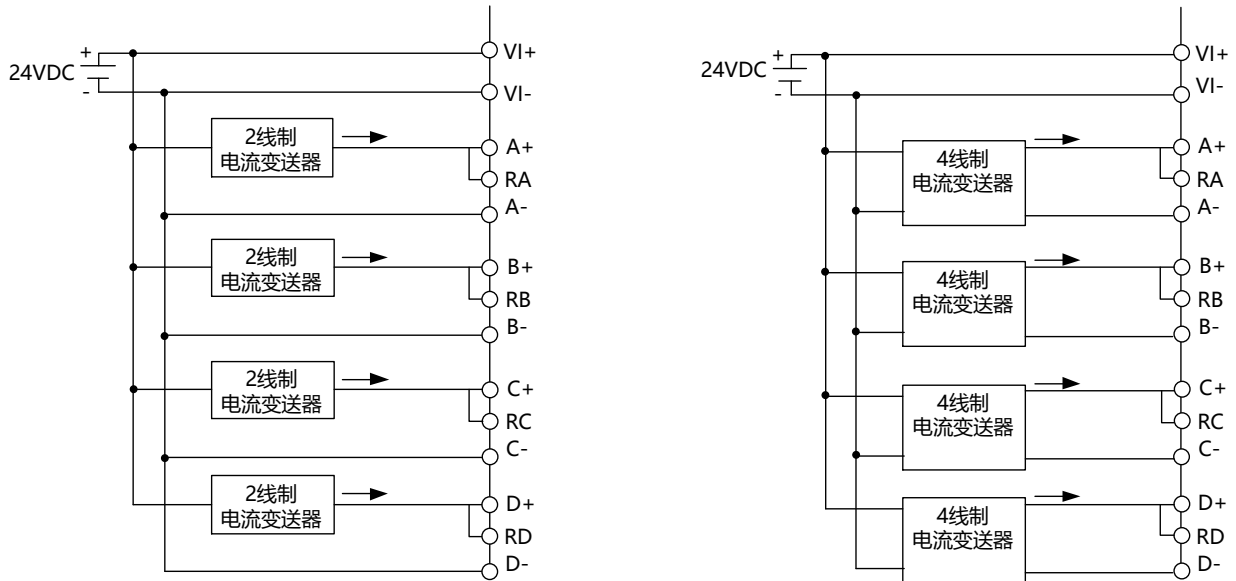 +
24VDC
-
VI+
VI-
2线制
电流变送器
A+
RA
A-
2线制
电流变送器
B+
RB
B-
2线制
电流变送器
C+
RC
C-
2线制
电流变送器
D+
RD
D-
+
24VDC
-
VI+
VI-
4线制
电流变送器
A+
RA
A-
4线制
电流变送器
B+
RB
B-
4线制
电流变送器
C+
RC
C-
4线制
电流变送器
D+
RD
D-